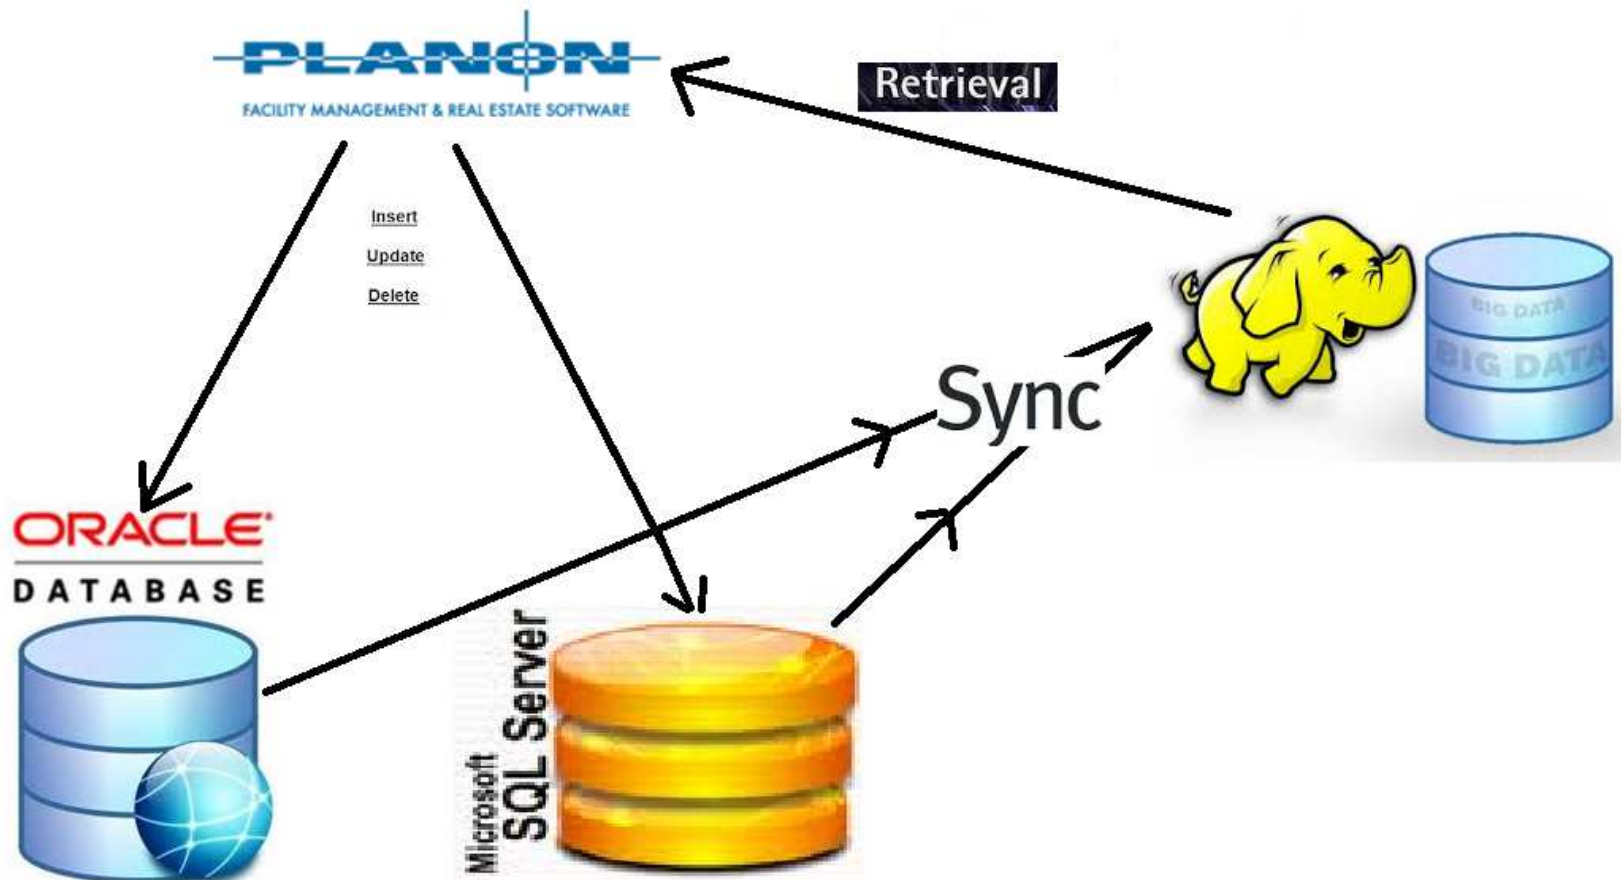 PLANON
FACILITY MANAGEMENT & REAL ESTATE SOFTWARE
Retrieval
Insert
Update
Delete
BIG DATA
BIG DATA
Sync
ORACLE
DATABASE
Microsoft
SQL Server